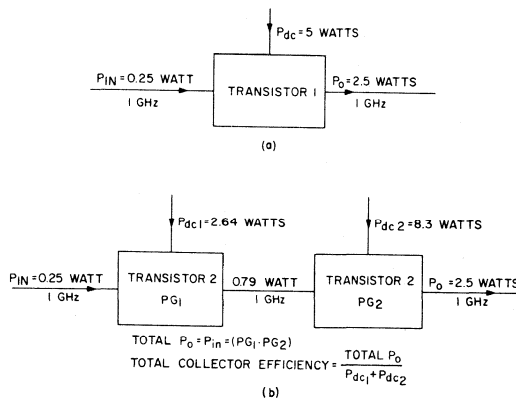 Pdc = 5 WATTS
PIN = 0.25 WATT
1 GHz
TRANSISTOR 1
Po = 2.5 WATTS
1 GHz
(a)
Pdc1 = 2.64 WATTS
Pdc2 = 8.3 WATTS
PIN = 0.25 WATT
1 GHz
TRANSISTOR 2
PG1
0.79 WATT
1 GHz
TRANSISTOR 2
PG2
Po = 2.5 WATTS
1 GHz
TOTAL Po = Pin = (PG1 · PG2)
TOTAL COLLECTOR EFFICIENCY = TOTAL Po / Pdc1 + Pdc2
(b)